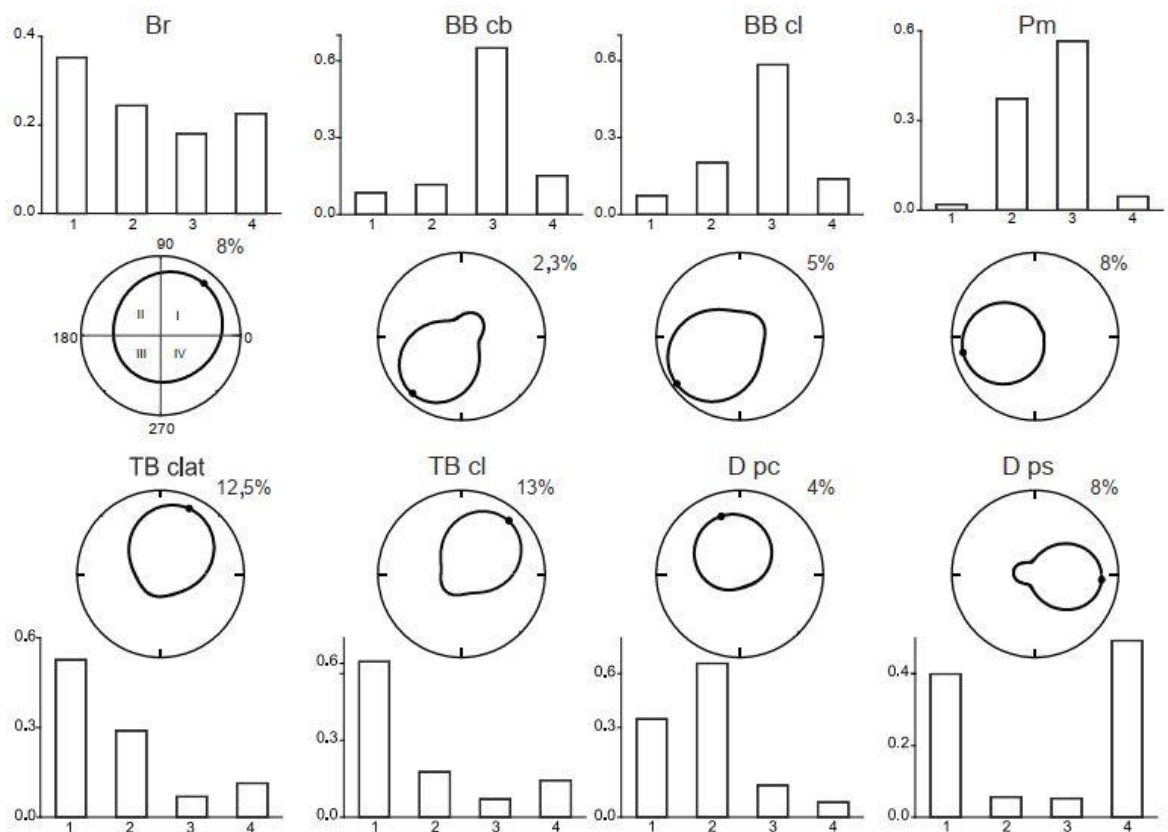 Br BB cb BB cl Pm
0.4 0.6 0.6 0.6
0.2 0.3 0.3 0.3
0.0 0.0 0.0 0.0
1 2 3 4 1 2 3 4 1 2 3 4 1 2 3 4
90 8% 2,3% 5% 8%
II I
180 0
III IV
270
TB clat TB cl D pc D ps
12,5% 13% 4% 8%
0.6 0.6 0.6 0.4
0.3 0.3 0.3 0.2
0.0 0.0 0.0 0.0
1 2 3 4 1 2 3 4 1 2 3 4 1 2 3 4